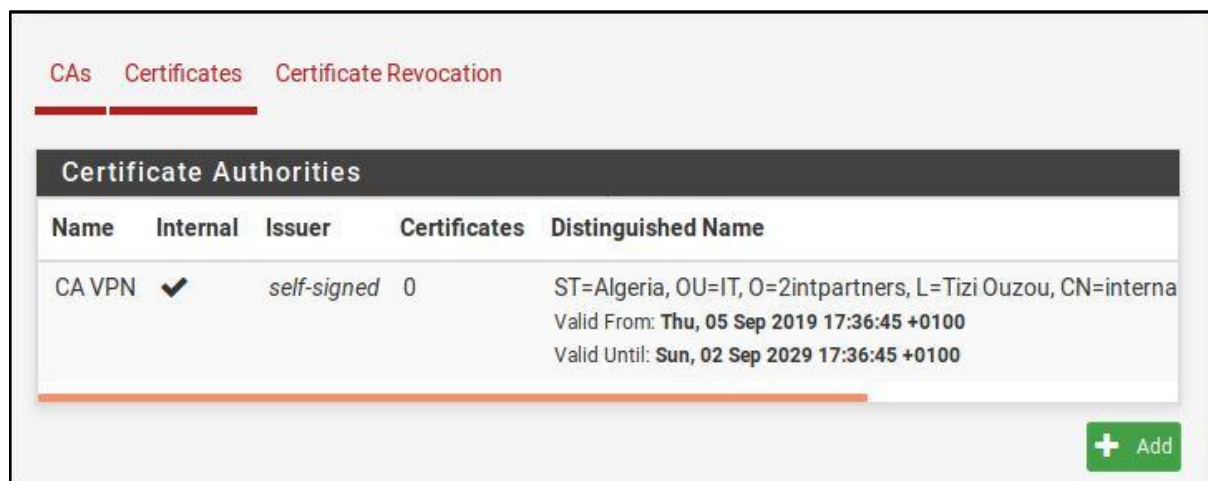 CAs Certificates Certificate Revocation
Certificate Authorities
Name Internal Issuer Certificates Distinguished Name
CA VPN self-signed 0 ST=Algeria, OU=IT, O=2intpartners, L=Tizi Ouzou, CN=interna
Valid From: Thu, 05 Sep 2019 17:36:45 +0100
Valid Until: Sun, 02 Sep 2029 17:36:45 +0100
Add